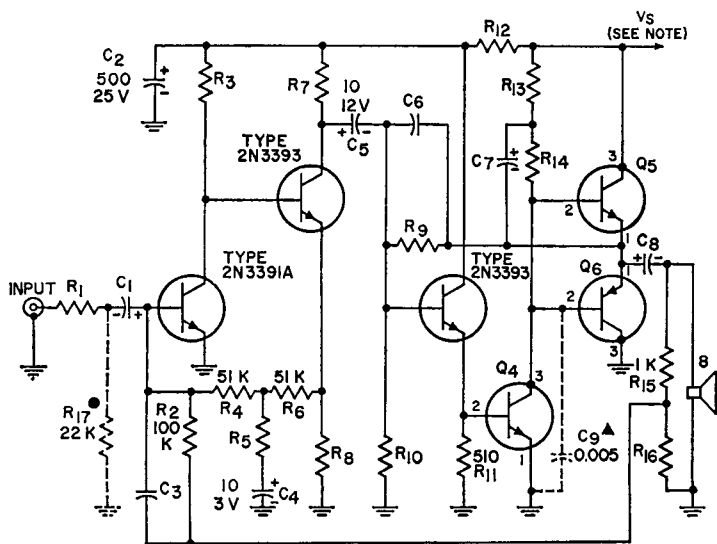 R12
VS
(SEE NOTE)
C2
500
25 V
R3
R7
10
12V
C5
C6
R13
C7
R14
TYPE
2N3393
3
Q5
2
1
R9
TYPE
2N3393
C8
TYPE
2N3391A
INPUT
R1
C1
Q6
1
2
3
8
1 K
R15
Q4
3
2
1
51 K
R4
51 K
R6
R17
22 K
R2
100
K
R5
R8
R10
510
R11
C9
0.005
R16
C3
10
3 V
C4